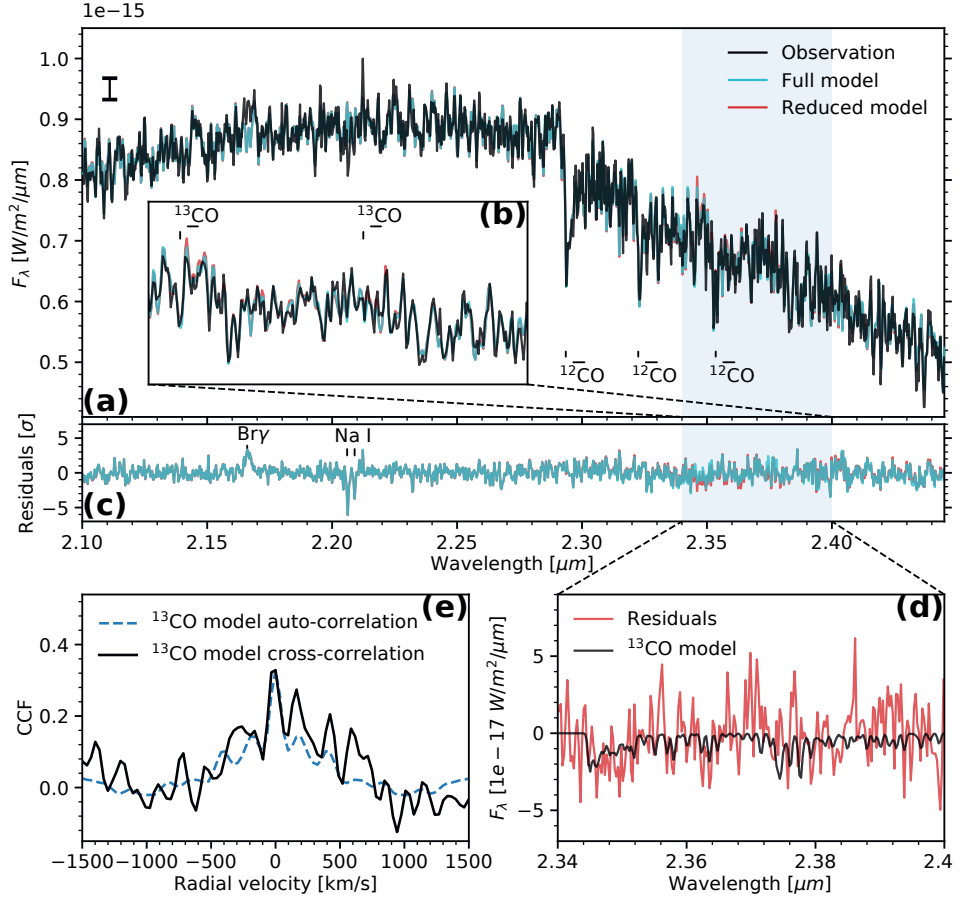 1e−15
(a)
F_λ [W/m²/μm]
1.0
0.9
0.8
0.7
0.6
0.5
Observation
Full model
Reduced model
(b)
¹³CO
¹³CO
¹²CO
¹²CO
¹²CO
(c)
Residuals [σ]
5
0
−5
Brγ
Na I
2.10
2.15
2.20
2.25
2.30
2.35
2.40
Wavelength [μm]
(e)
CCF
0.4
0.2
0.0
¹³CO model auto-correlation
¹³CO model cross-correlation
−1500
−1000
−500
0
500
1000
1500
Radial velocity [km/s]
(d)
F_λ [1e − 17 W/m²/μm]
5
0
−5
Residuals
¹³CO model
2.34
2.36
2.38
2.4
Wavelength [μm]